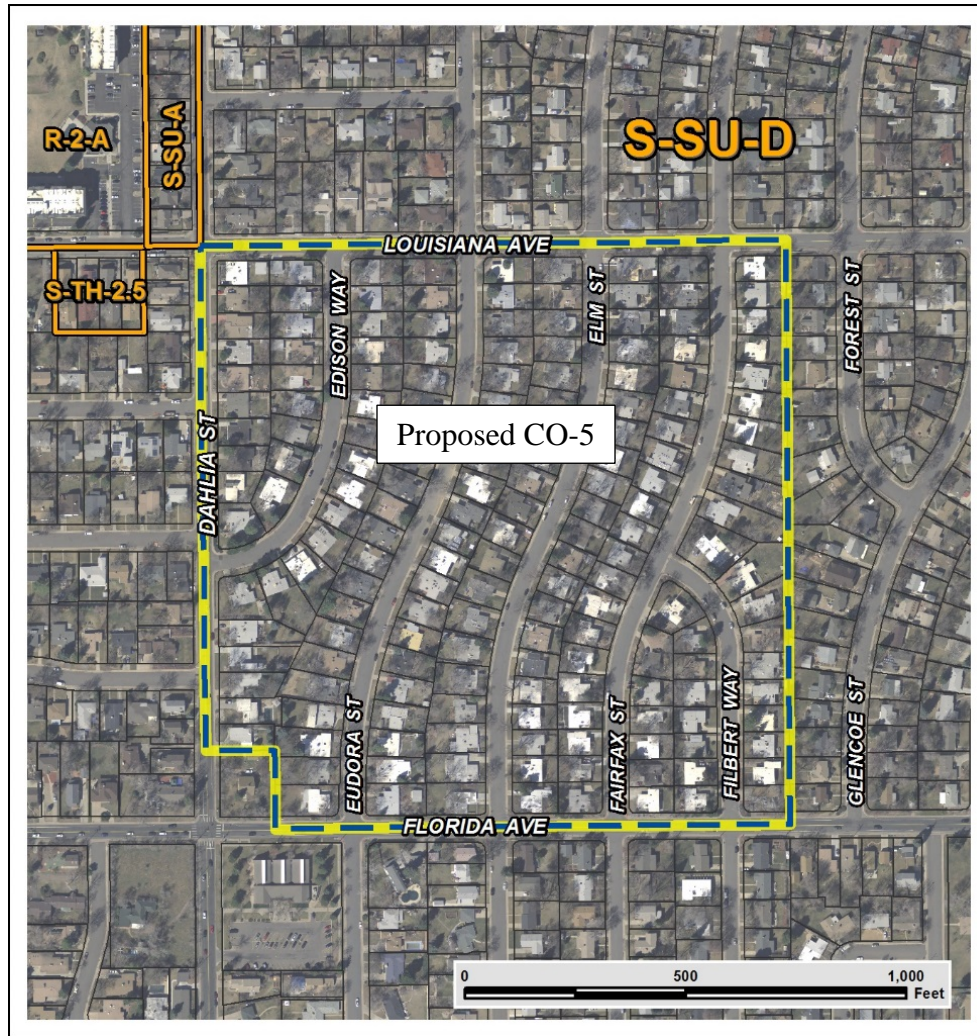 R-2-A
S-SU-A
S-SU-D
S-TH-2.5
LOUISIANA AVE
EDISON WAY
ELM ST
FOREST ST
Proposed CO-5
DAHLIA ST
EUDORA ST
FAIRFAX ST
FILBERT WAY
GLENCOE ST
FLORIDA AVE
0 500 1,000
Feet